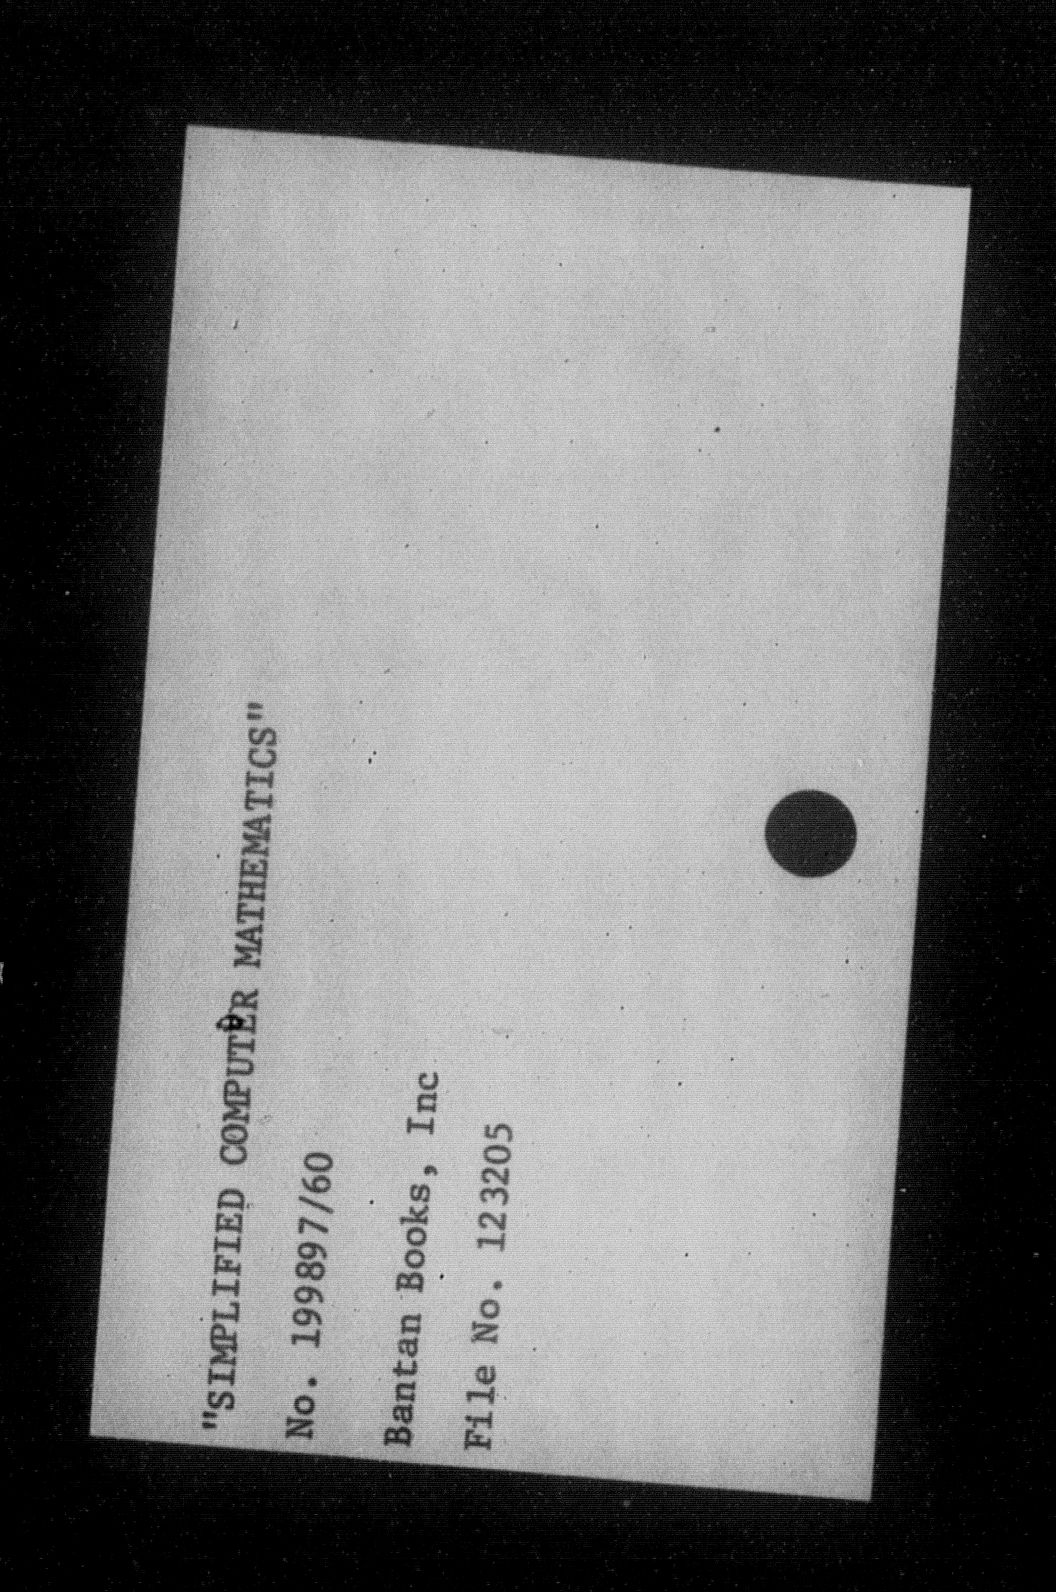 "SIMPLIFIED COMPUTER MATHEMATICS"
No. 199897/60
Bantan Books, Inc
File No. 123205